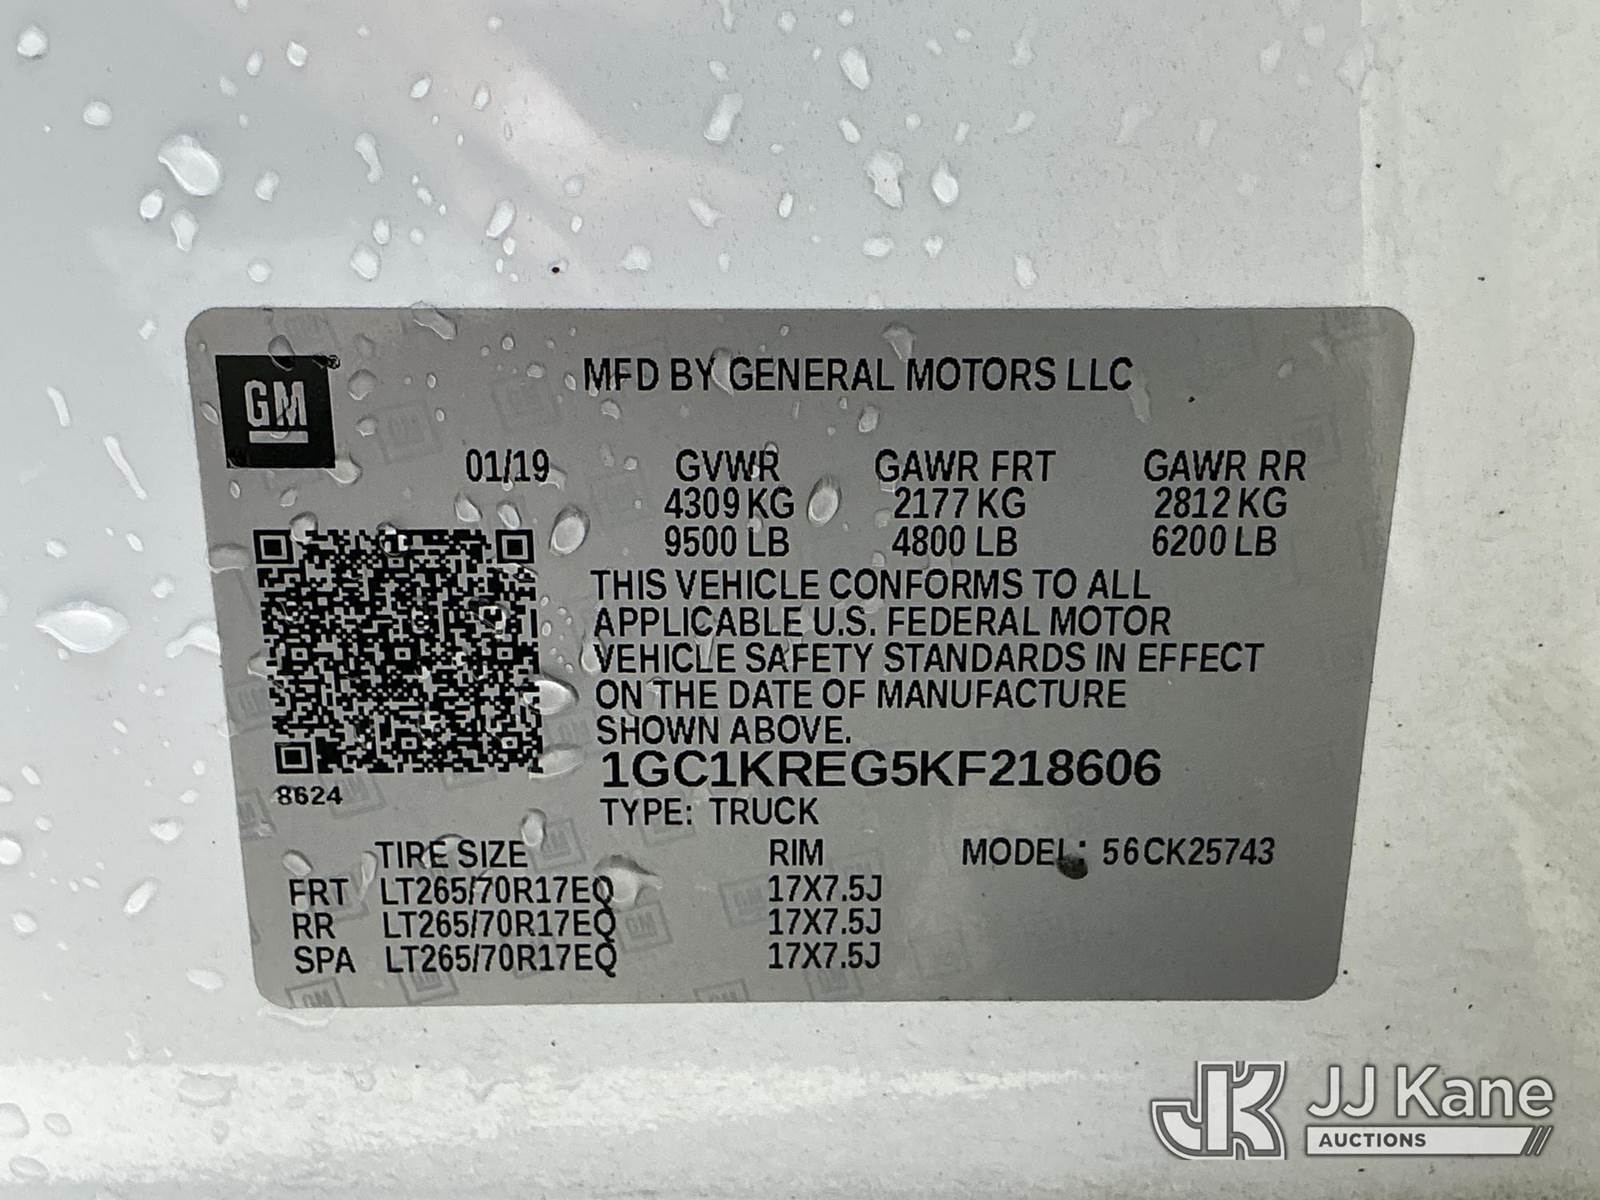 GM
MFD BY GENERAL MOTORS LLC
01/19 GVWR GAWR FRT GAWR RR
4309 KG 2177 KG 2812 KG
9500 LB 4800 LB 6200 LB
THIS VEHICLE CONFORMS TO ALL
APPLICABLE U.S. FEDERAL MOTOR
VEHICLE SAFETY STANDARDS IN EFFECT
ON THE DATE OF MANUFACTURE
SHOWN ABOVE.
1GC1KREG5KF218606
8624
TYPE: TRUCK
TIRE SIZE RIM MODEL: 56CK25743
FRT LT265/70R17EQ 17X7.5J
RR LT265/70R17EQ 17X7.5J
SPA LT265/70R17EQ 17X7.5J
JK JJ Kane
AUCTIONS